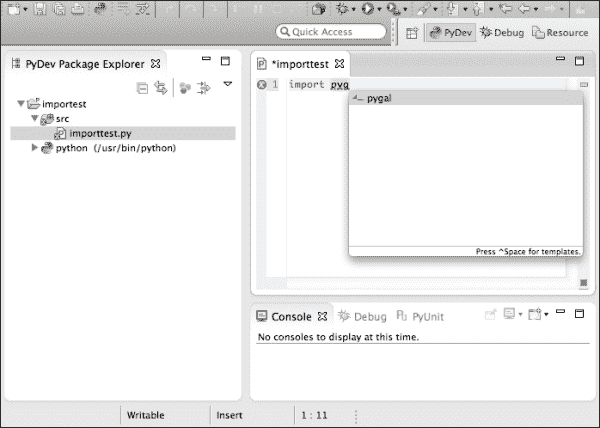 Quick Access
PyDev Debug Resource
PyDev Package Explorer
importest
src
importtest.py
python (/usr/bin/python)
*importtest
1 import pyg
pygal
Press ^Space for templates.
Console Debug PyUnit
No consoles to display at this time.
Writable Insert 1 : 11